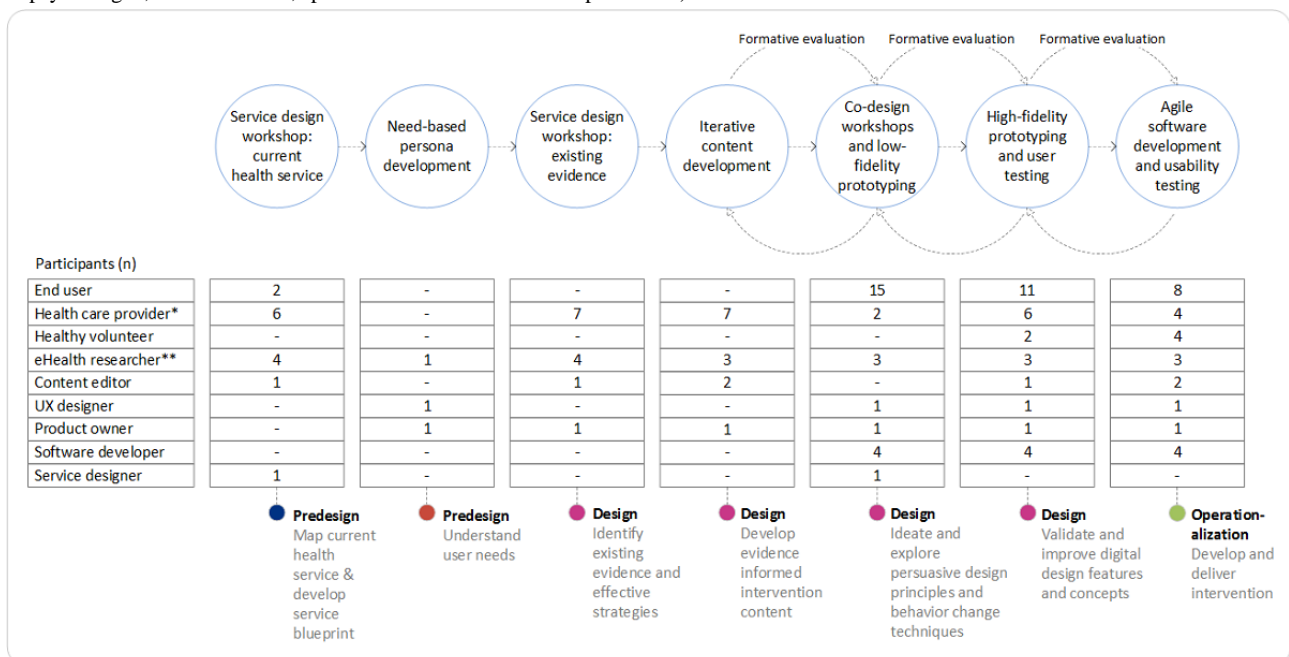 Formative evaluation
Formative evaluation
Formative evaluation
Service design
workshop:
current
health service
Need-based
persona
development
Service design
workshop:
existing
evidence
Iterative
content
development
Co-design
workshops
and low-
fidelity
prototyping
High-fidelity
prototyping
and user
testing
Agile
software
development
and usability
testing
Participants (n)
End user 2 - - - 15 11 8
Health care provider* 6 - 7 7 2 6 4
Healthy volunteer - - - - - 2 4
eHealth researcher** 4 1 4 3 3 3 3
Content editor 1 - 1 2 - 1 2
UX designer - 1 - - 1 1 1
Product owner - 1 1 1 1 1 1
Software developer - - - - 4 4 4
Service designer 1 - - - 1 - -
Predesign
Map current
health
service &
develop
service
blueprint
Predesign
Understand
user needs
Design
Identify
existing
evidence and
effective
strategies
Design
Develop
evidence
informed
intervention
content
Design
Ideate and
explore
persuasive design
principles and
behavior change
techniques
Design
Validate and
improve digital
design features
and concepts
Operation-
alization
Develop and
deliver
intervention